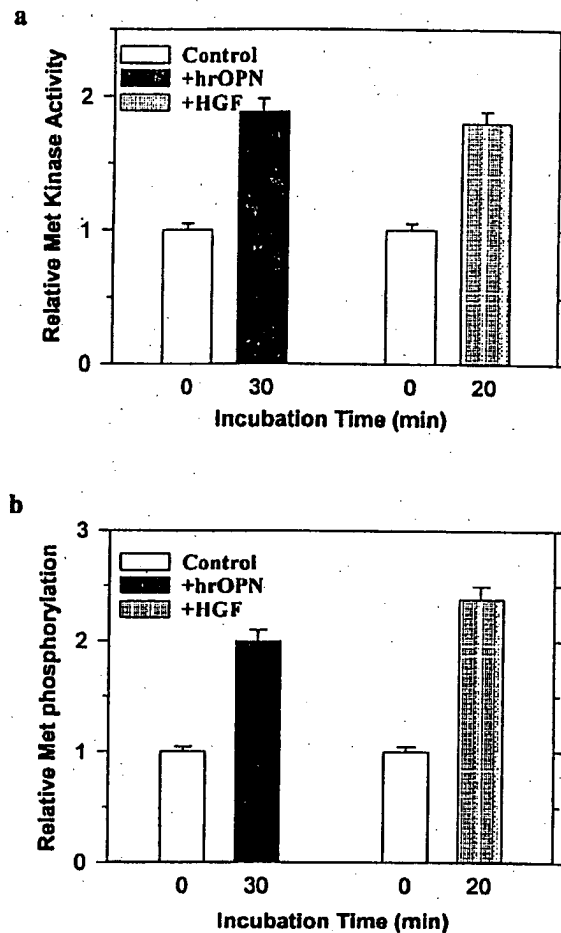 a
Relative Met Kinase Activity
2
1
0
Control
+hrOPN
+HGF
0 30 0 20
Incubation Time (min)
b
Relative Met phosphorylation
3
2
1
0
Control
+hrOPN
+HGF
0 30 0 20
Incubation Time (min)